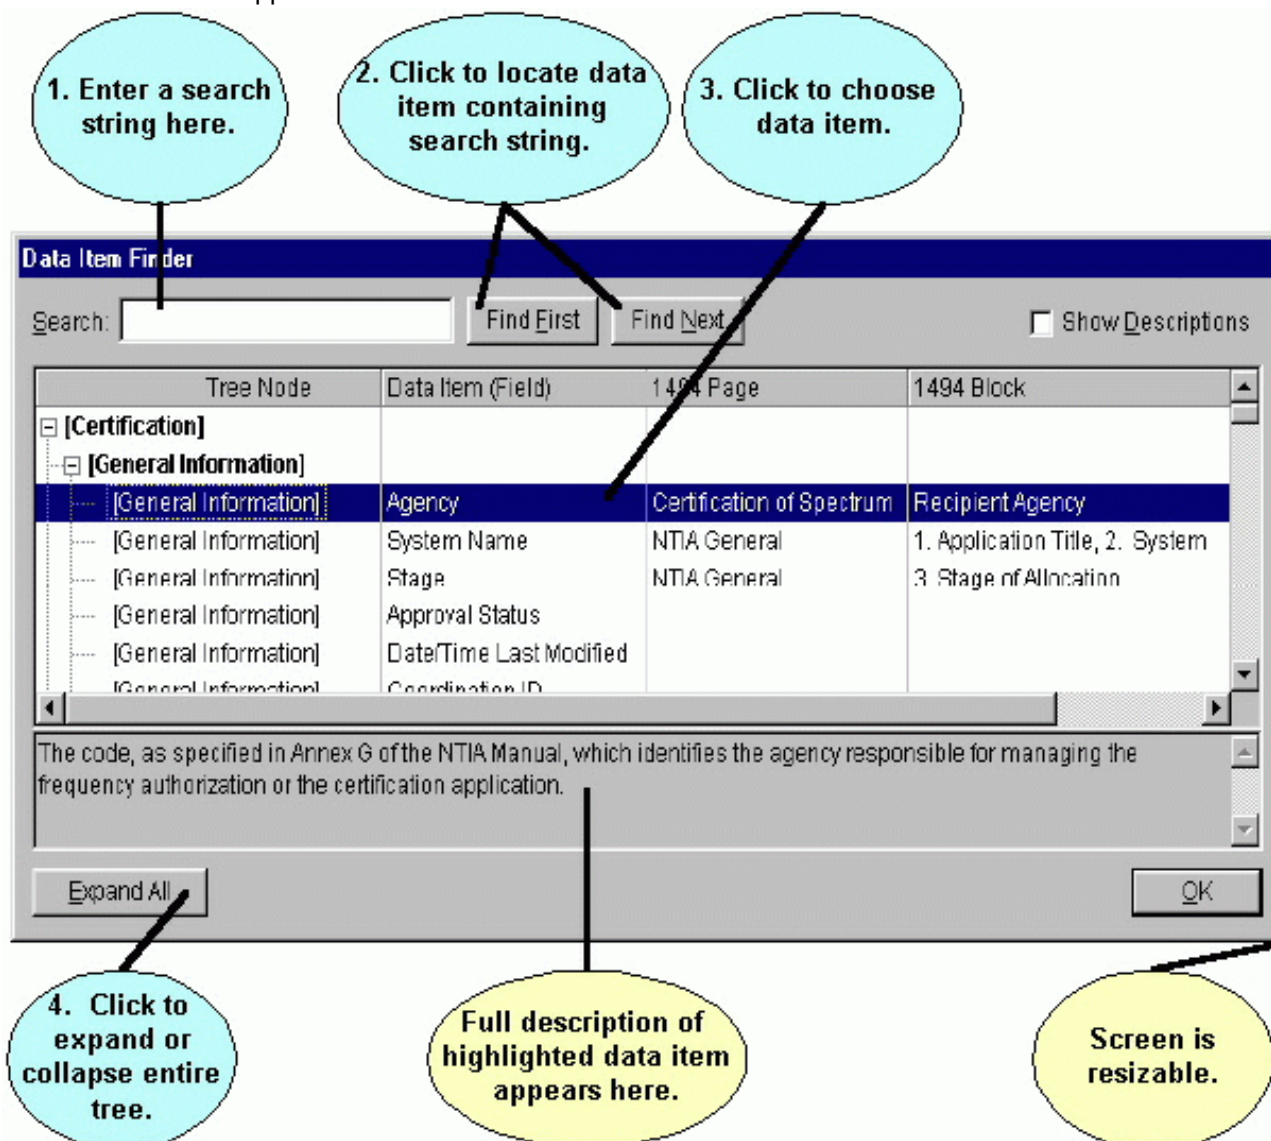 1. Enter a search
string here.
2. Click to locate data
item containing
search string.
3. Click to choose
data item.
Data Item Finder
Search:
Find First
Find Next
Show Descriptions
Tree Node
Data Item (Field)
1494 Page
1494 Block
[Certification]
[General Information]
[General Information] Agency Certification of Spectrum Recipient Agency
[General Information] System Name NTIA General 1. Application Title, 2. System
[General Information] Stage NTIA General 3. Stage of Allocation
[General Information] Approval Status
[General Information] Date/Time Last Modified
[General Information] Coordination ID
The code, as specified in Annex G of the NTIA Manual, which identifies the agency responsible for managing the
frequency authorization or the certification application.
Expand All
OK
4. Click to
expand or
collapse entire
tree.
Full description of
highlighted data item
appears here.
Screen is
resizable.